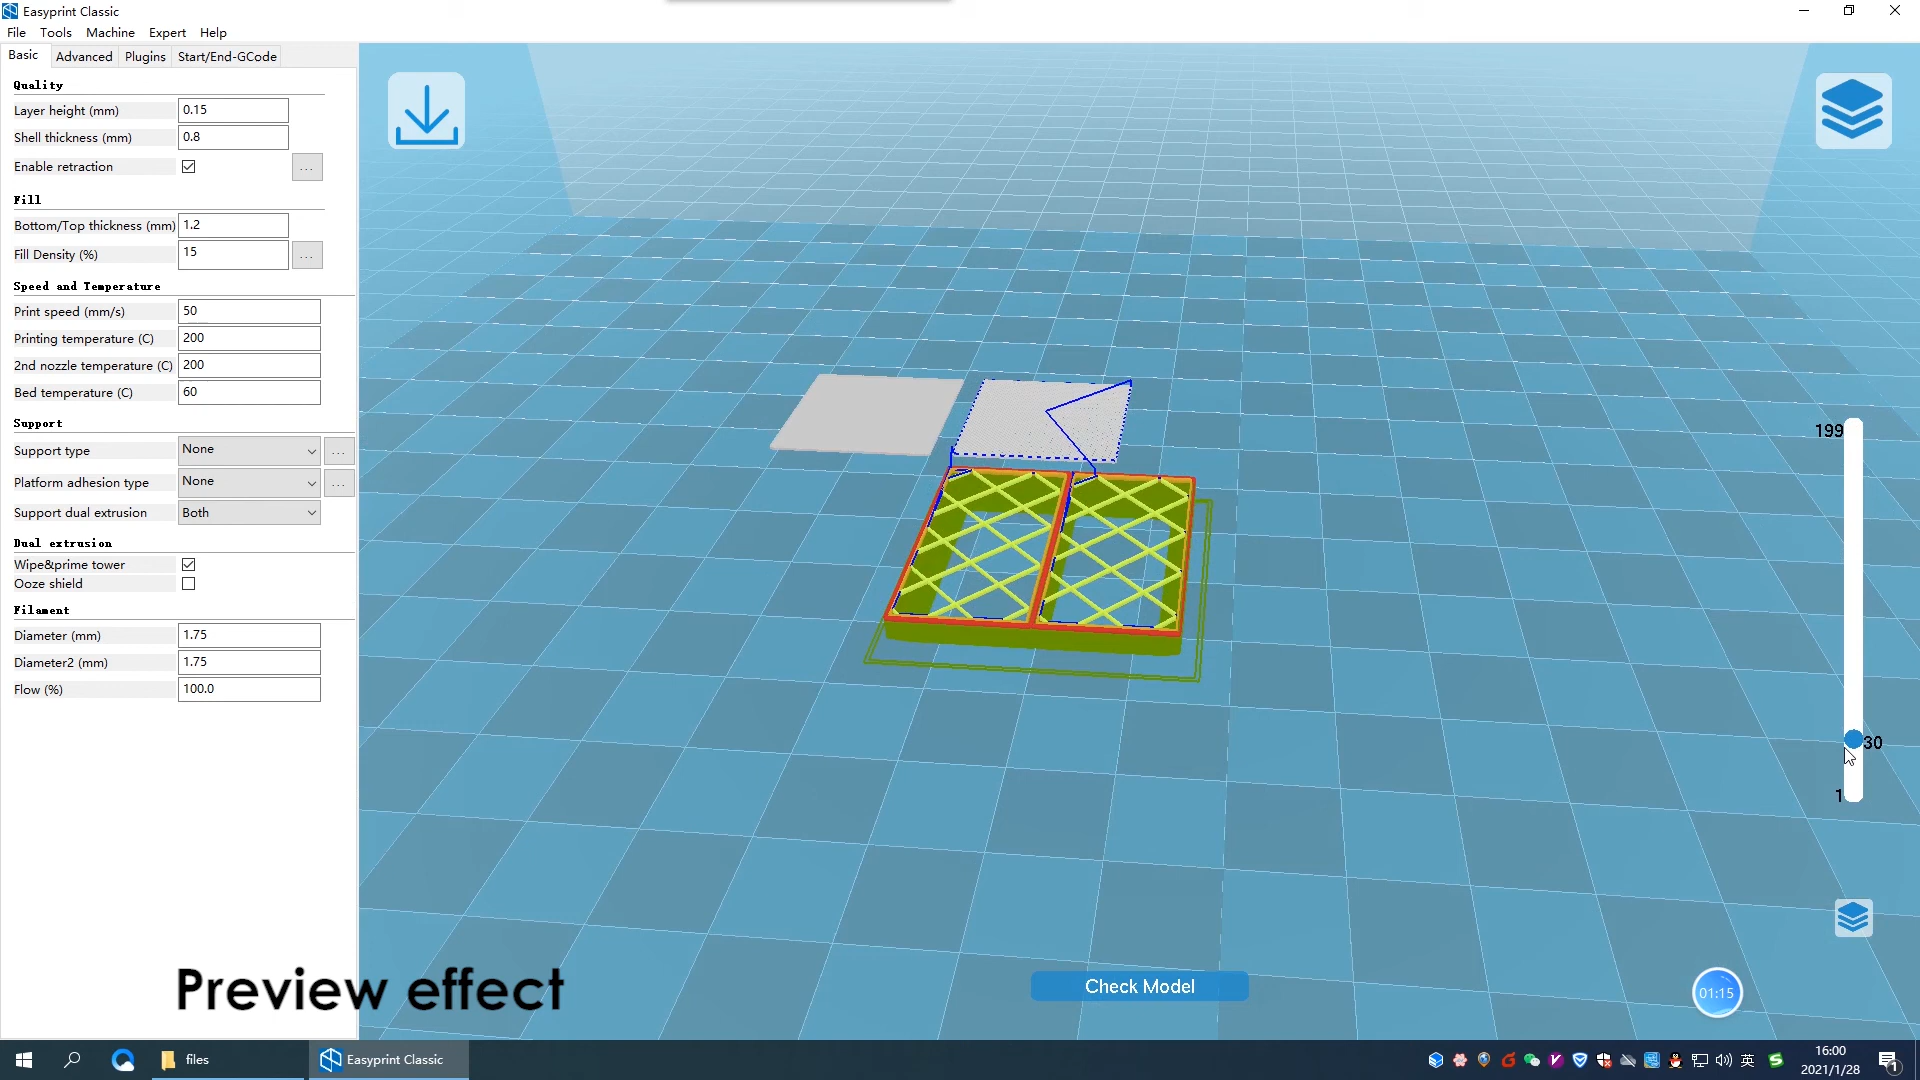 Easyprint Classic
File Tools Machine Expert Help
Basic Advanced Plugins Start/End-GCode
Quality
Layer height (mm) 0.15
Shell thickness (mm) 0.8
Enable retraction ...
Fill
Bottom/Top thickness (mm) 1.2
Fill Density (%) 15 ...
Speed and Temperature
Print speed (mm/s) 50
Printing temperature (C) 200
2nd nozzle temperature (C) 200
Bed temperature (C) 60
Support
Support type None ...
Platform adhesion type None ...
Support dual extrusion Both
Dual extrusion
Wipe&prime tower
Ooze shield
Filament
Diameter (mm) 1.75
Diameter2 (mm) 1.75
Flow (%) 100.0
199
30
1
Preview effect
Check Model
01:15
files
Easyprint Classic
英
16:00
2021/1/28
1